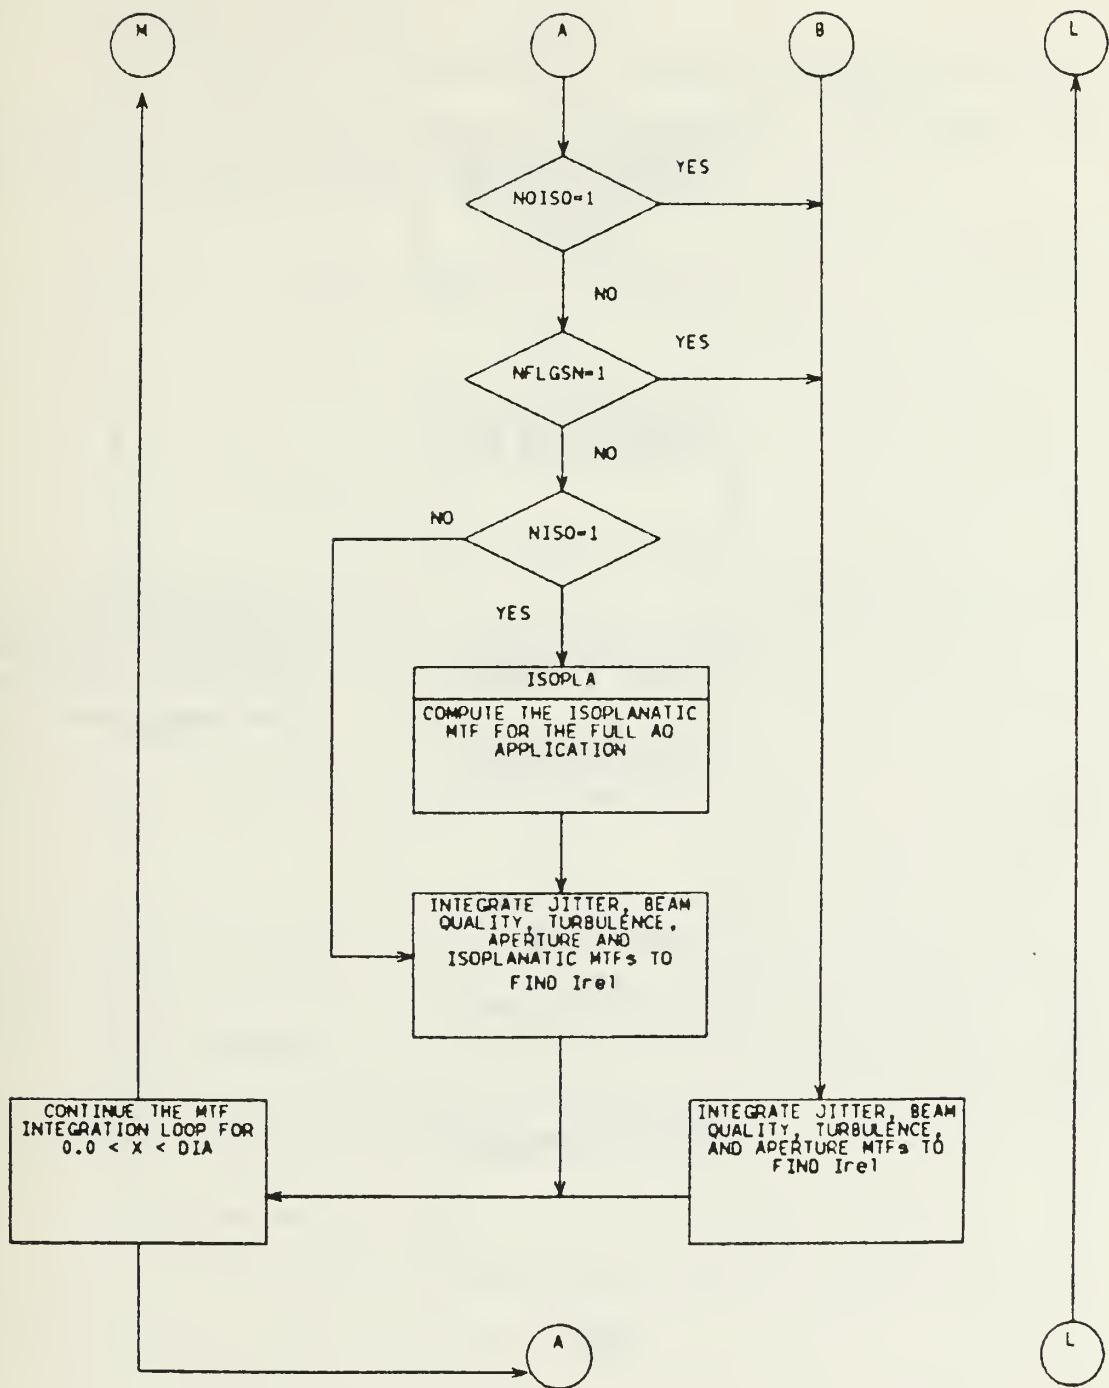 M
A
B
L
YES
NOISO=1
NO
YES
NFLGSN=1
NO
NO
NISO=1
YES
ISOPLA
COMPUTE THE ISOPLANATIC
MTF FOR THE FULL AO
APPLICATION
INTEGRATE JITTER, BEAM
QUALITY, TURBULENCE,
APERTURE AND
ISOPLANATIC MTFs TO
FIND Irel
CONTINUE THE MTF
INTEGRATION LOOP FOR
0.0 < X < DIA
INTEGRATE JITTER, BEAM
QUALITY, TURBULENCE,
AND APERTURE MTFs TO
FIND Irel
A
L